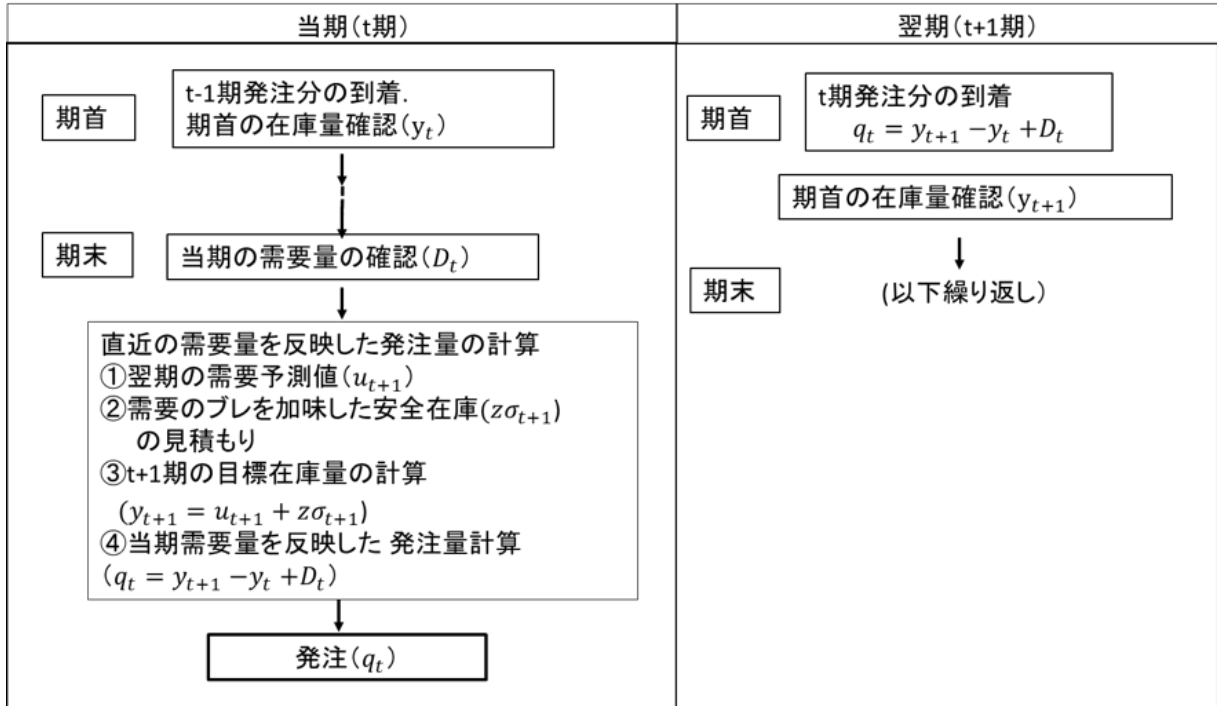 当期（t期）
期首
t-1期発注分の到着.
期首の在庫量確認（y_t）
期末
当期の需要量の確認（D_t）
直近の需要量を反映した発注量の計算
①翌期の需要予測値（u_{t+1}）
②需要のブレを加味した安全在庫(zσ_{t+1})
の見積もり
③t+1期の目標在庫量の計算
(y_{t+1} = u_{t+1} + zσ_{t+1})
④当期需要量を反映した 発注量計算
(q_t = y_{t+1} −y_t +D_t)
発注（q_t）
翌期（t+1期）
期首
t期発注分の到着
q_t = y_{t+1} −y_t +D_t
期首の在庫量確認（y_{t+1}）
期末
(以下繰り返し）